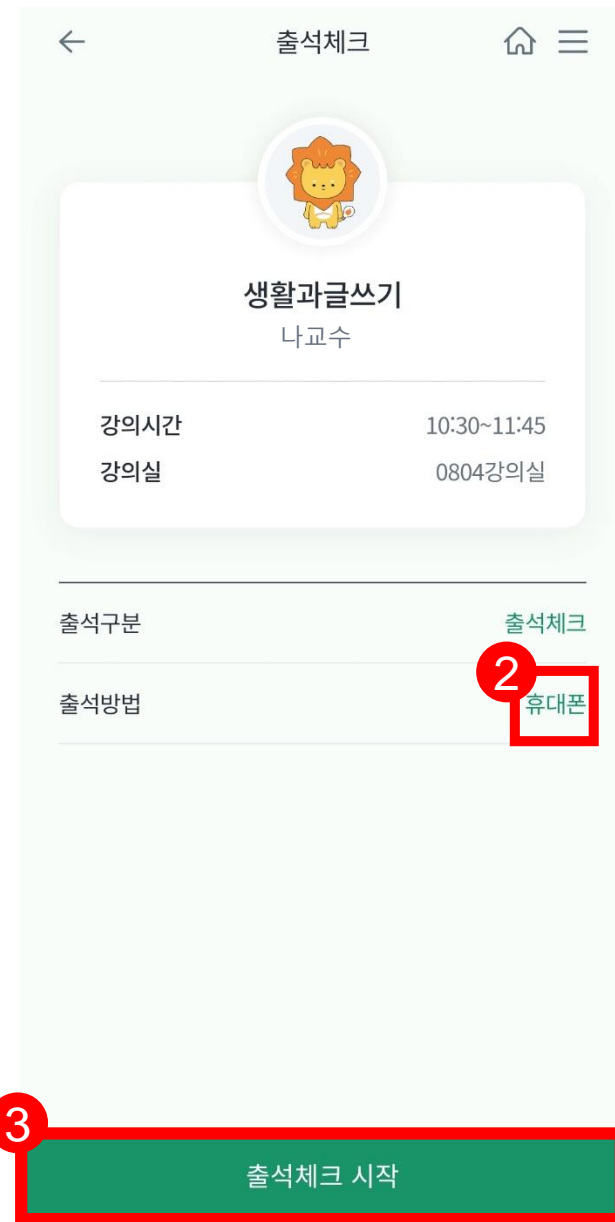 출석체크
생활과글쓰기
나교수
강의시간 10:30~11:45
강의실 0804강의실
출석구분 출석체크
2
출석방법 휴대폰
3
출석체크 시작